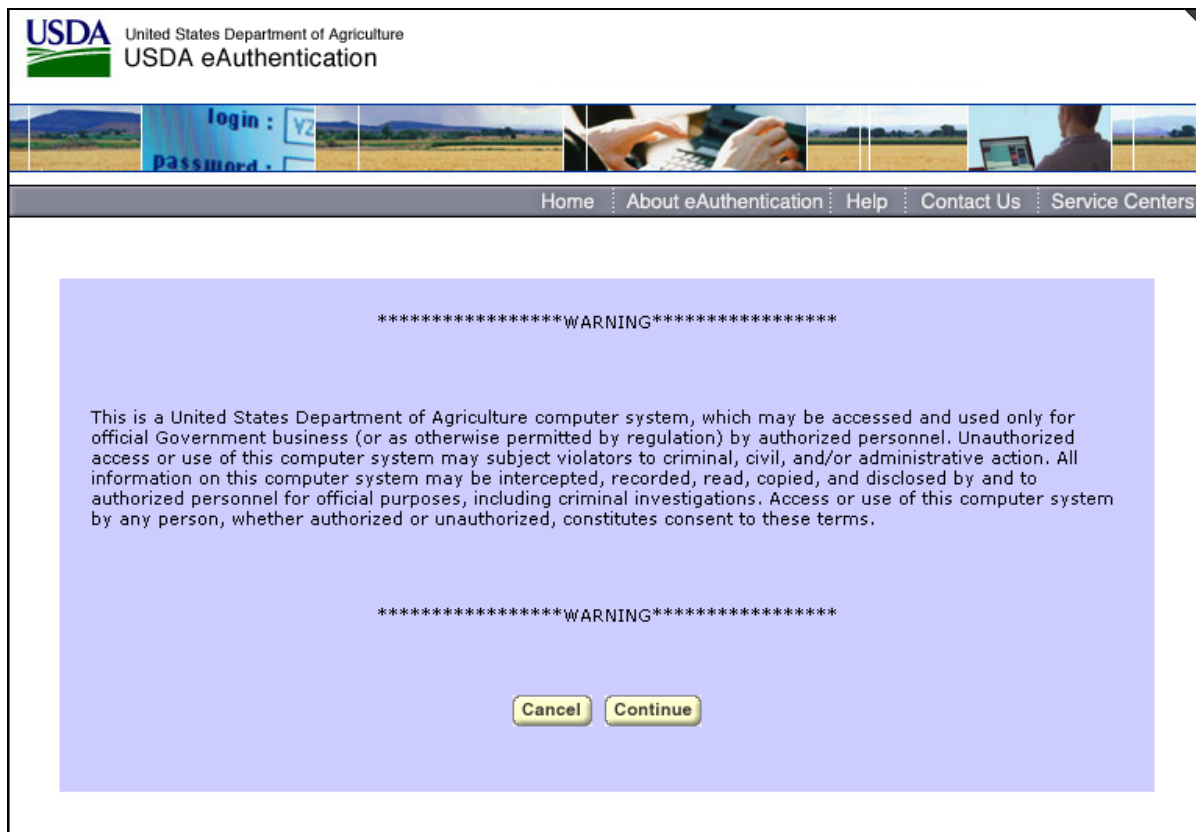 USDA
United States Department of Agriculture
USDA eAuthentication
login : YZ
password :
Home About eAuthentication Help Contact Us Service Centers
*****************WARNING*****************
This is a United States Department of Agriculture computer system, which may be accessed and used only for
official Government business (or as otherwise permitted by regulation) by authorized personnel. Unauthorized
access or use of this computer system may subject violators to criminal, civil, and/or administrative action. All
information on this computer system may be intercepted, recorded, read, copied, and disclosed by and to
authorized personnel for official purposes, including criminal investigations. Access or use of this computer system
by any person, whether authorized or unauthorized, constitutes consent to these terms.
*****************WARNING*****************
Cancel Continue